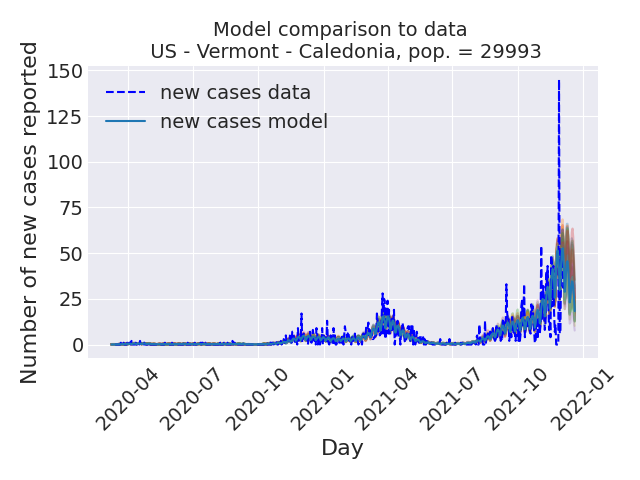 Model comparison to data
US - Vermont - Caledonia, pop. = 29993
Number of new cases reported
150
125
100
75
50
25
0
new cases data
new cases model
2020-04
2020-07
2020-10
2021-01
2021-04
2021-07
2021-10
2022-01
Day